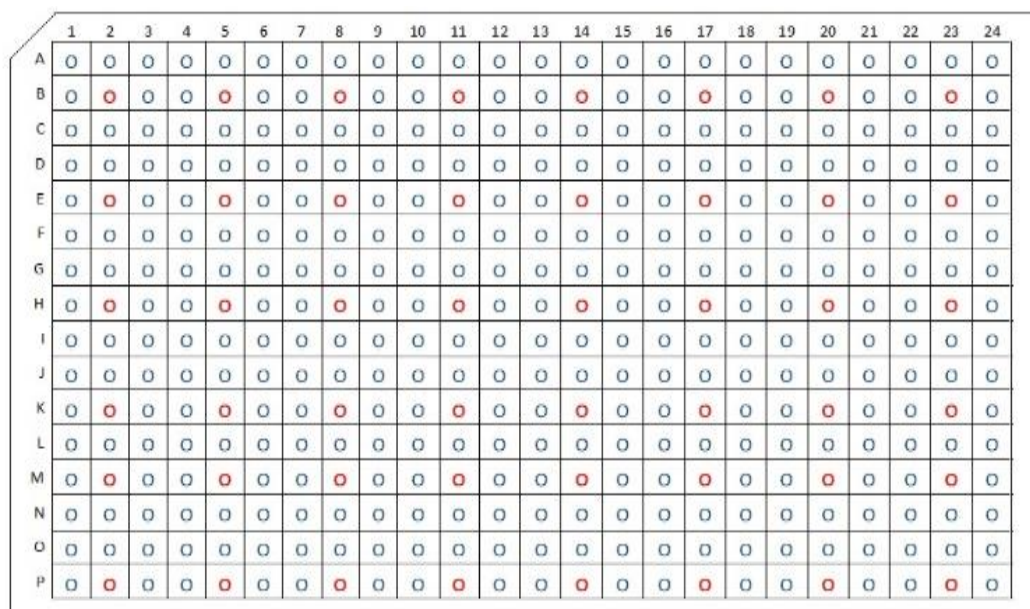 1 2 3 4 5 6 7 8 9 10 11 12 13 14 15 16 17 18 19 20 21 22 23 24
A O O O O O O O O O O O O O O O O O O O O O O O O
B O O O O O O O O O O O O O O O O O O O O O O O O
C O O O O O O O O O O O O O O O O O O O O O O O O
D O O O O O O O O O O O O O O O O O O O O O O O O
E O O O O O O O O O O O O O O O O O O O O O O O O
F O O O O O O O O O O O O O O O O O O O O O O O O
G O O O O O O O O O O O O O O O O O O O O O O O O
H O O O O O O O O O O O O O O O O O O O O O O O O
I O O O O O O O O O O O O O O O O O O O O O O O O
J O O O O O O O O O O O O O O O O O O O O O O O O
K O O O O O O O O O O O O O O O O O O O O O O O O
L O O O O O O O O O O O O O O O O O O O O O O O O
M O O O O O O O O O O O O O O O O O O O O O O O O
N O O O O O O O O O O O O O O O O O O O O O O O O
O O O O O O O O O O O O O O O O O O O O O O O O O
P O O O O O O O O O O O O O O O O O O O O O O O O